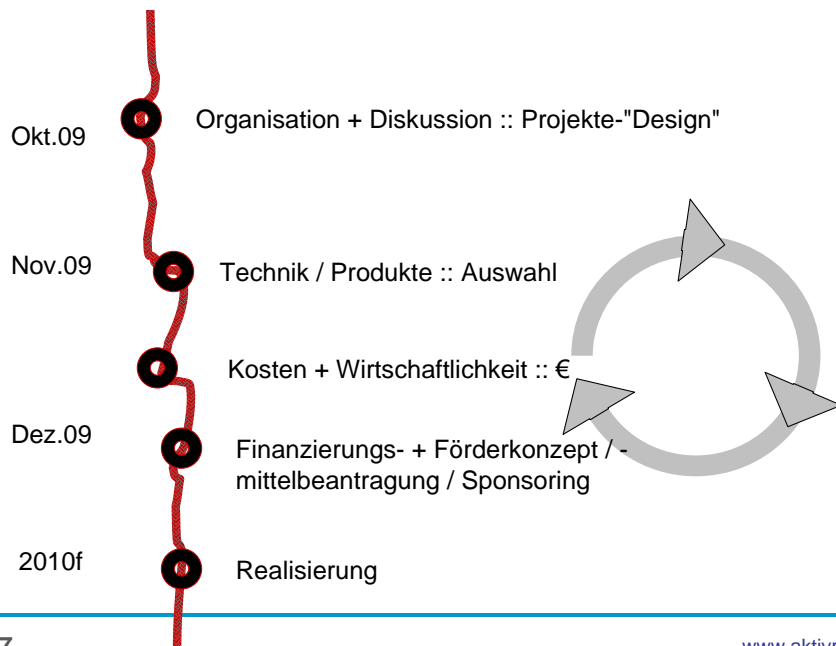 Okt.09
Organisation + Diskussion :: Projekte-"Design"
Nov.09
Technik / Produkte :: Auswahl
Kosten + Wirtschaftlichkeit :: €
Dez.09
Finanzierungs- + Förderkonzept / -
mittelbeantragung / Sponsoring
2010f
Realisierung